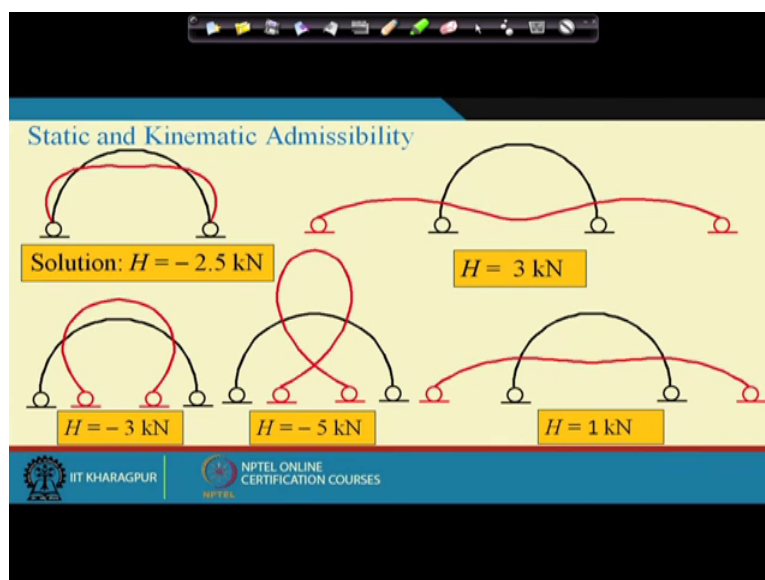 Static and Kinematic Admissibility
Solution: H = – 2.5 kN
H = 3 kN
H = – 3 kN
H = – 5 kN
H = 1 kN
IIT KHARAGPUR
NPTEL ONLINE
CERTIFICATION COURSES
NPTEL